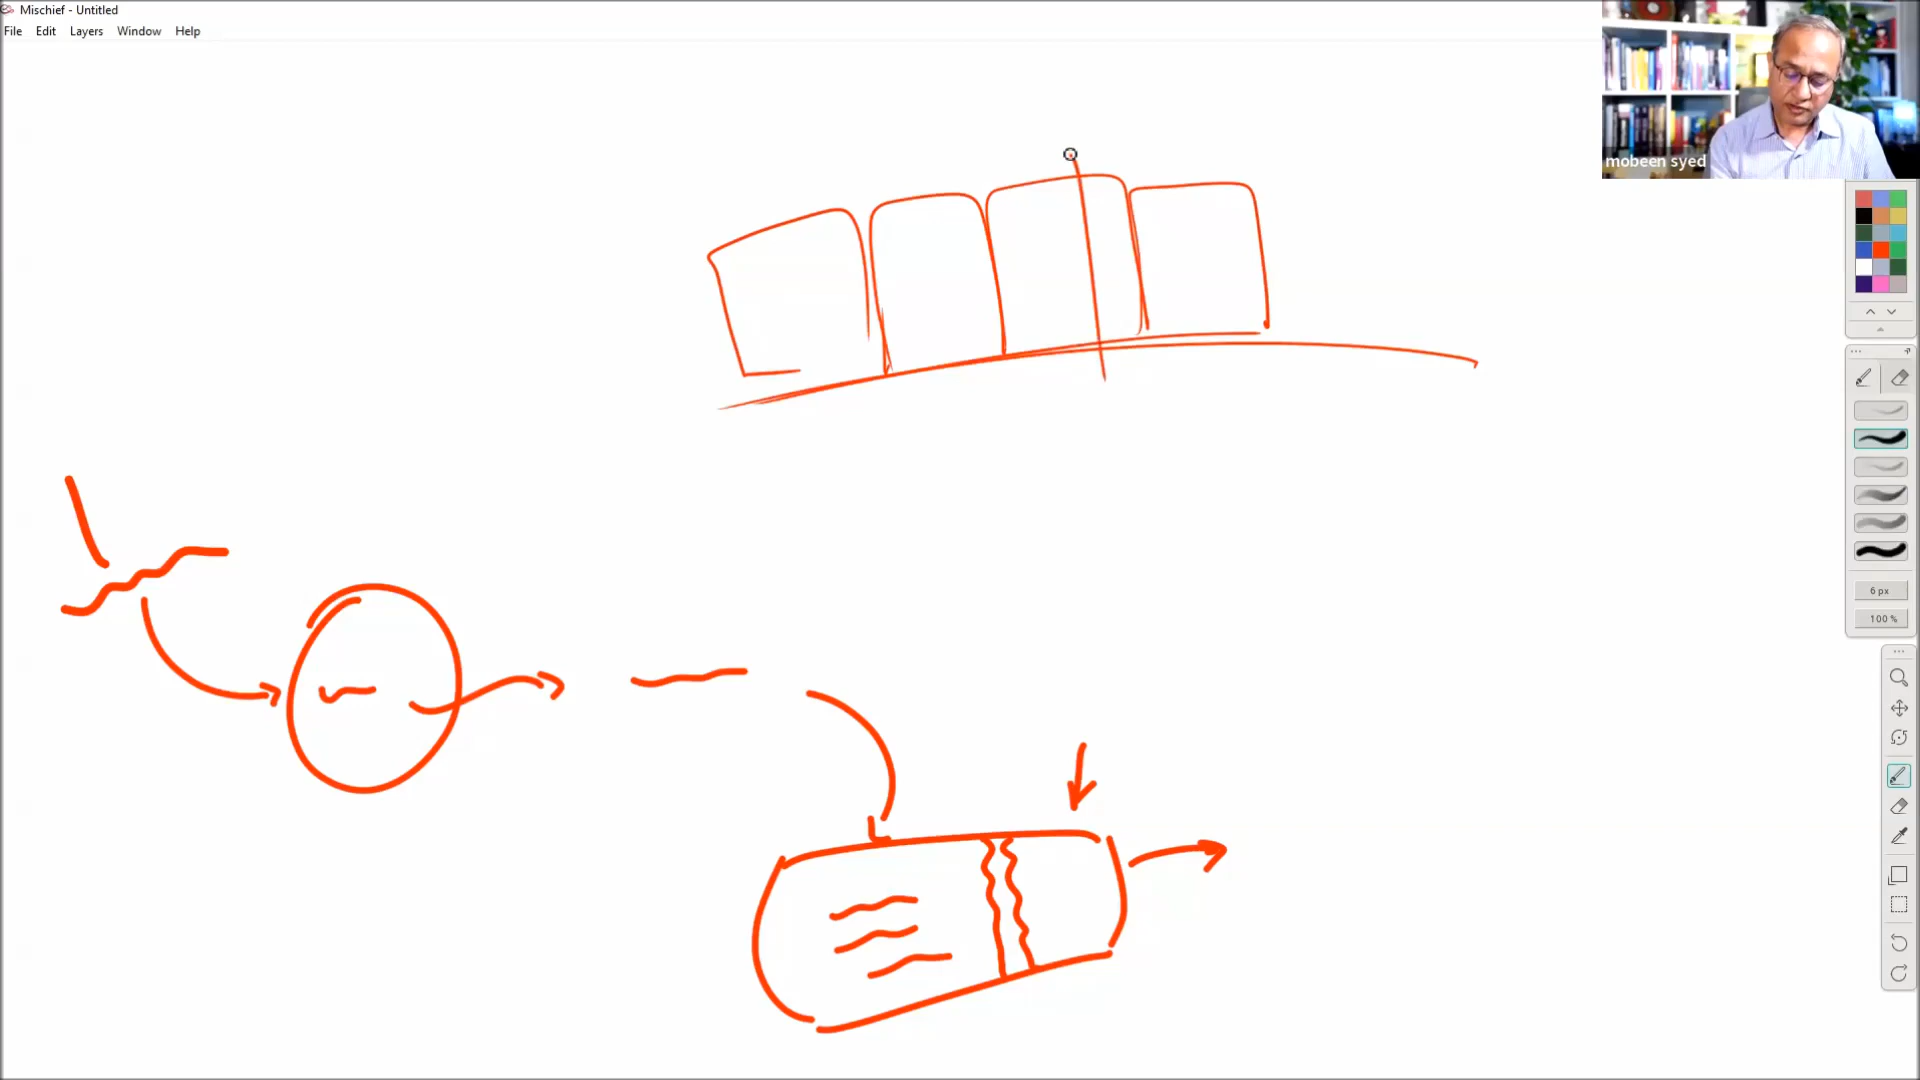 Mischief - Untitled
File Edit Layers Window Help
mobeen syed
6 px
100 %